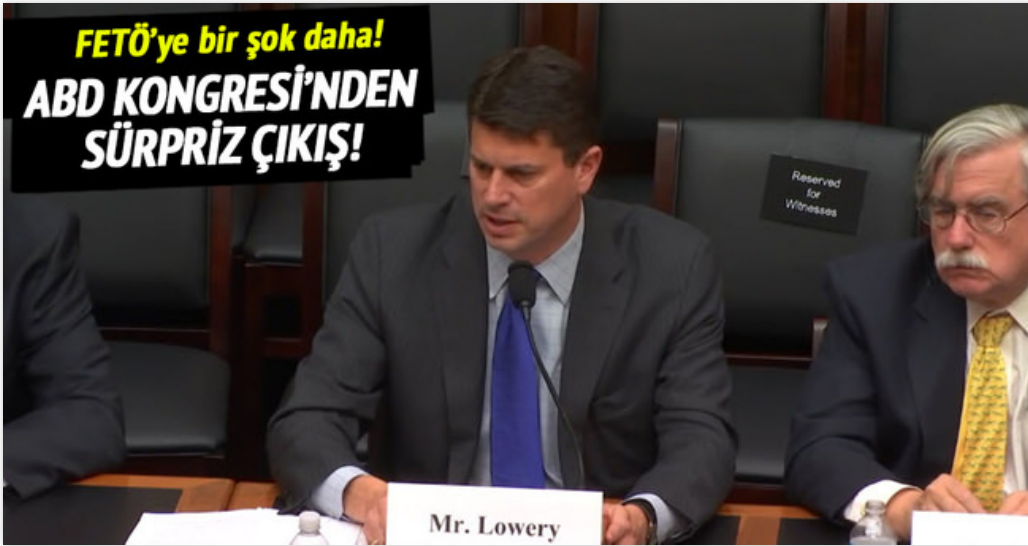 FETÖ'ye bir şok daha!
ABD KONGRESİ'NDEN
SÜRPRİZ ÇIKIŞ!
Reserved
for
Witnesses
Mr. Lowery